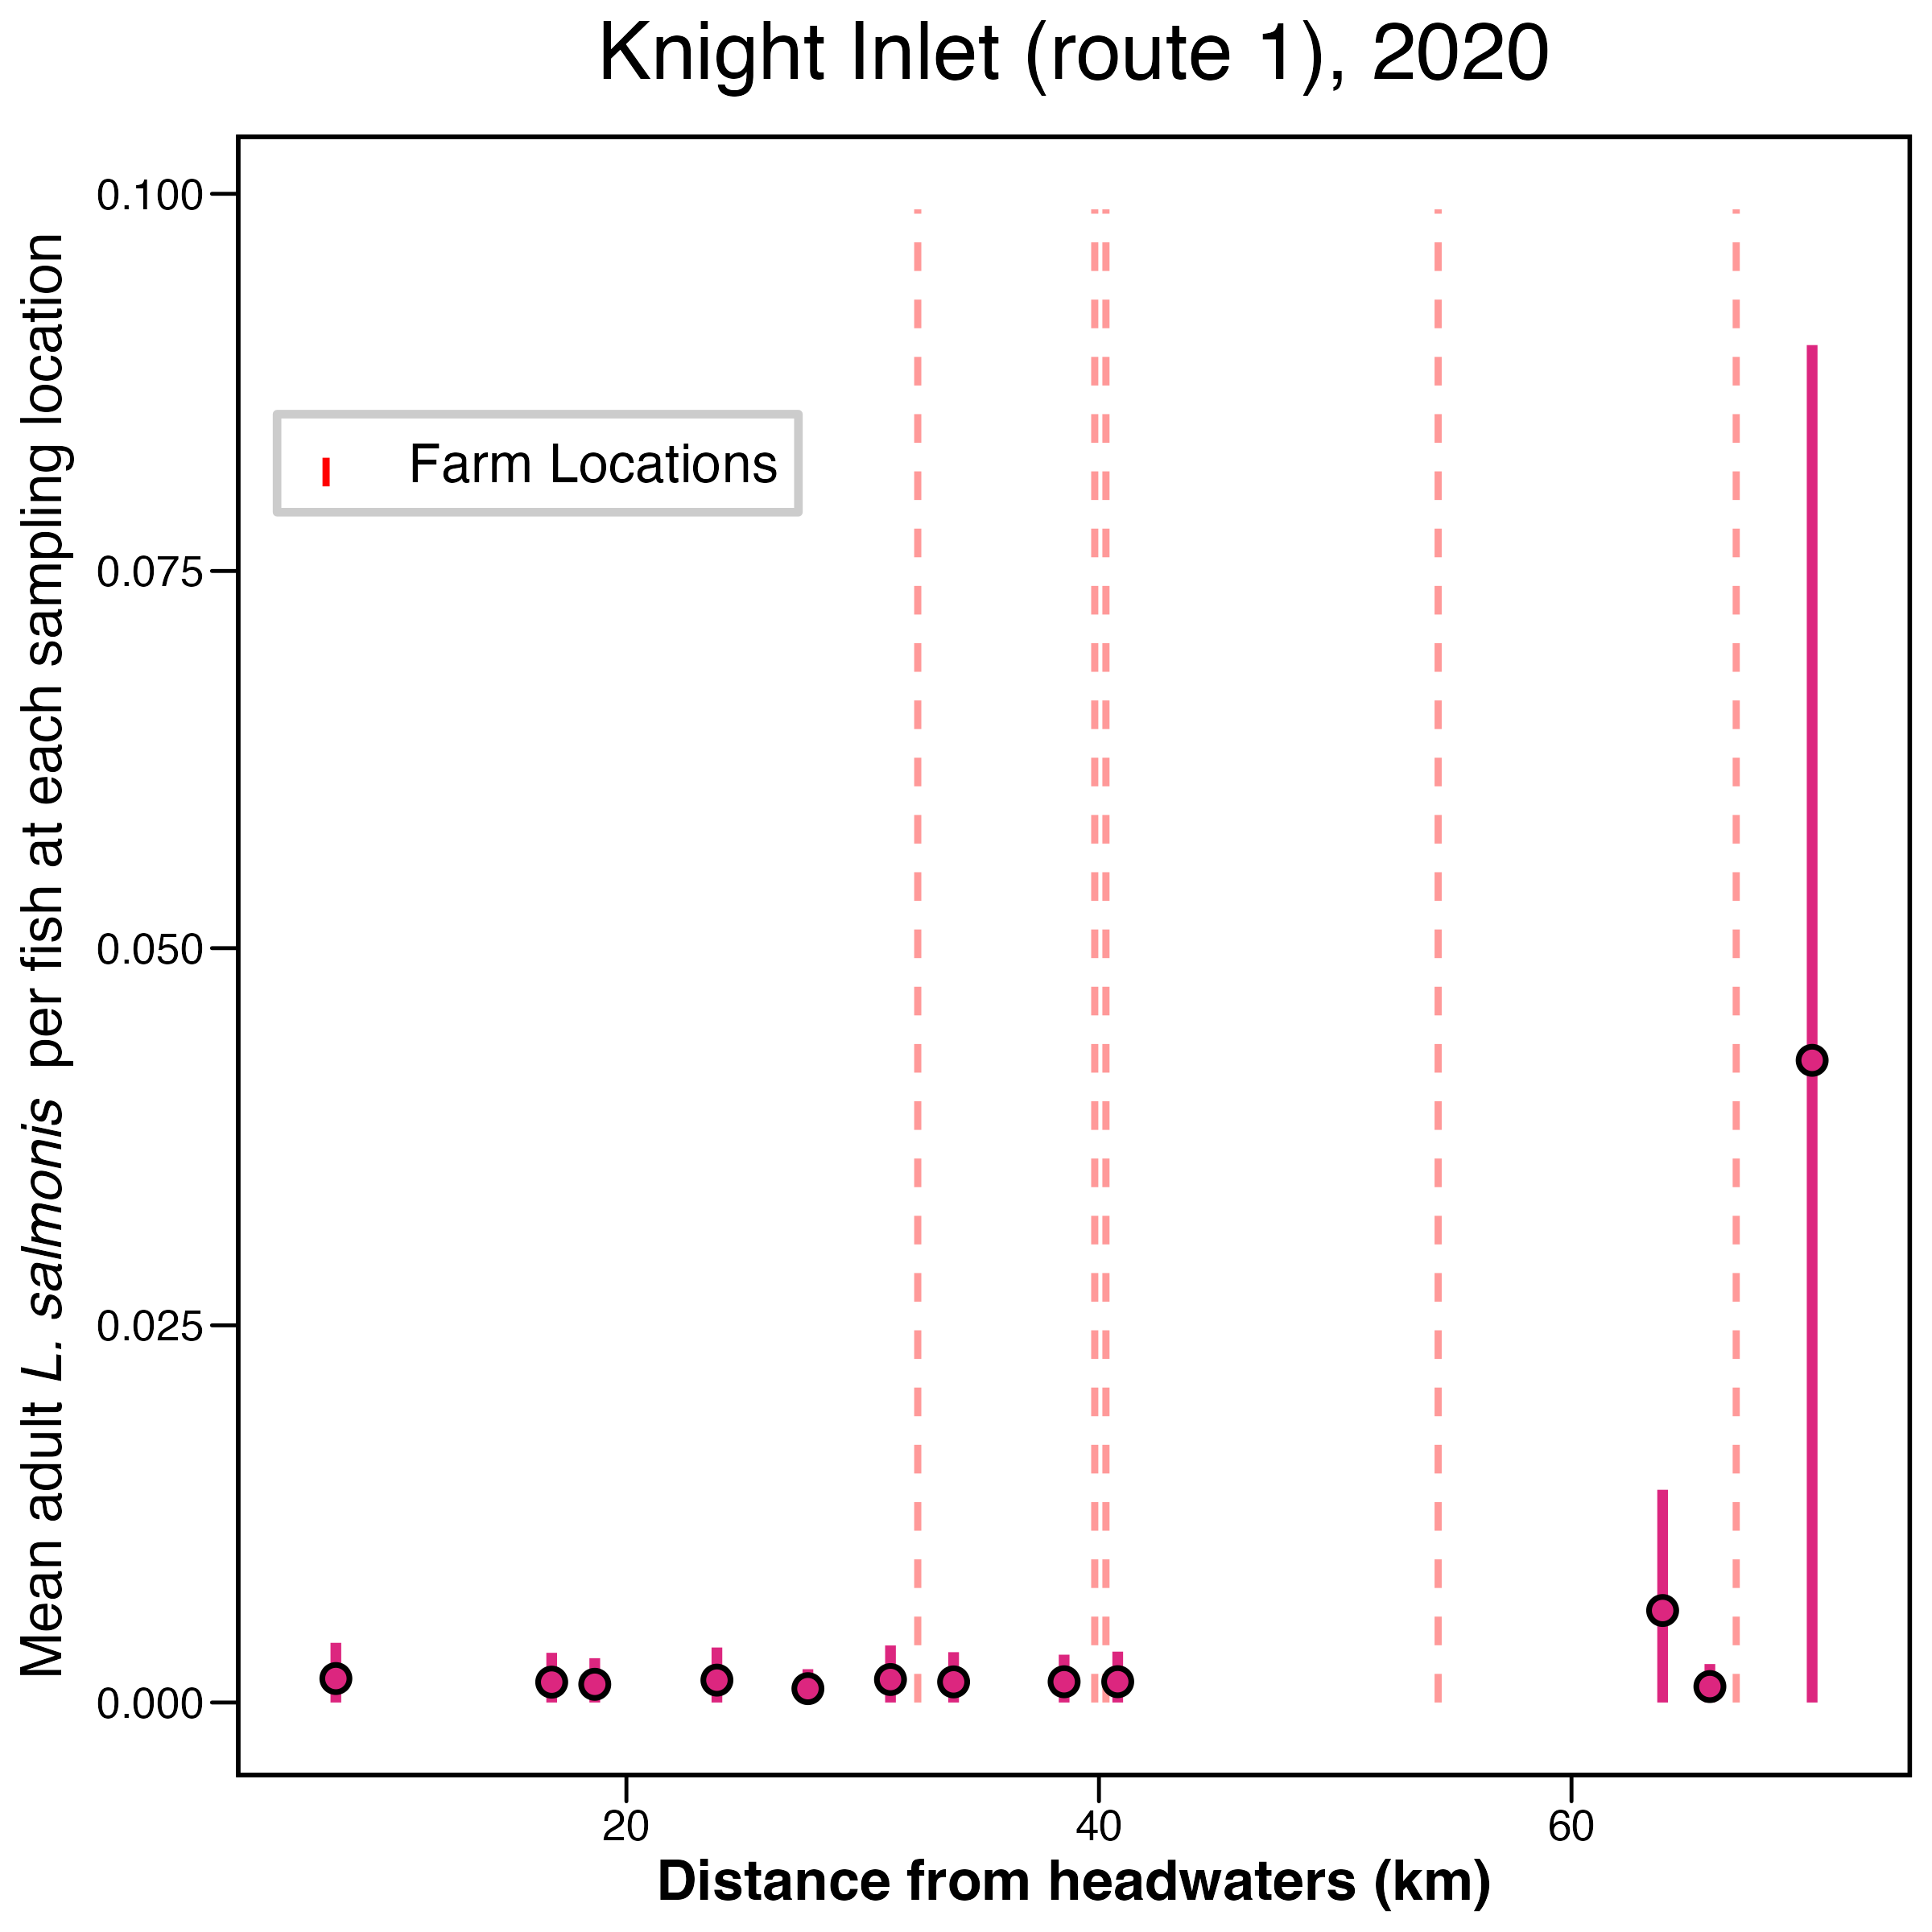 Knight Inlet (route 1), 2020
Mean adult L. salmonis per fish at each sampling location
0.100
0.075
0.050
0.025
0.000
Farm Locations
20 40 60
Distance from headwaters (km)